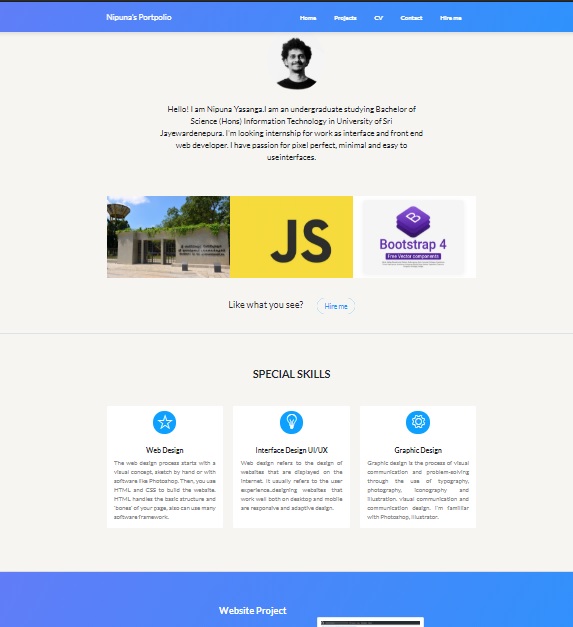 Nipuna's Portpolio
Home Projects CV Contact Hire me
Hello! I am Nipuna Yasanga.I am an undergraduate studying Bachelor of
Science (Hons) Information Technology in University of Sri
Jayewardenepura. I'm looking internship for work as interface and front end
web developer. I have passion for pixel perfect, minimal and easy to
useinterfaces.
JS
Bootstrap 4
Free Vector components
Like what you see? Hire me
SPECIAL SKILLS
Web Design
The web design process starts with a
visual concept, sketch by hand or with
software like Photoshop. Then, you use
HTML and CSS to build the website.
HTML handles the basic structure and
'bones' of your page. also can use many
software framework.
Interface Design UI/UX
Web design refers to the design of
websites that are displayed on the
internet. It usually refers to the user
experience.designing websites that
work well both on desktop and mobile
are responsive and adaptive design.
Graphic Design
Graphic design is the process of visual
communication and problem-solving
through the use of typography,
photography, iconography and
illustration. visual communication and
communication design. I'm familliar
with Photoshop, Illustrator.
Website Project